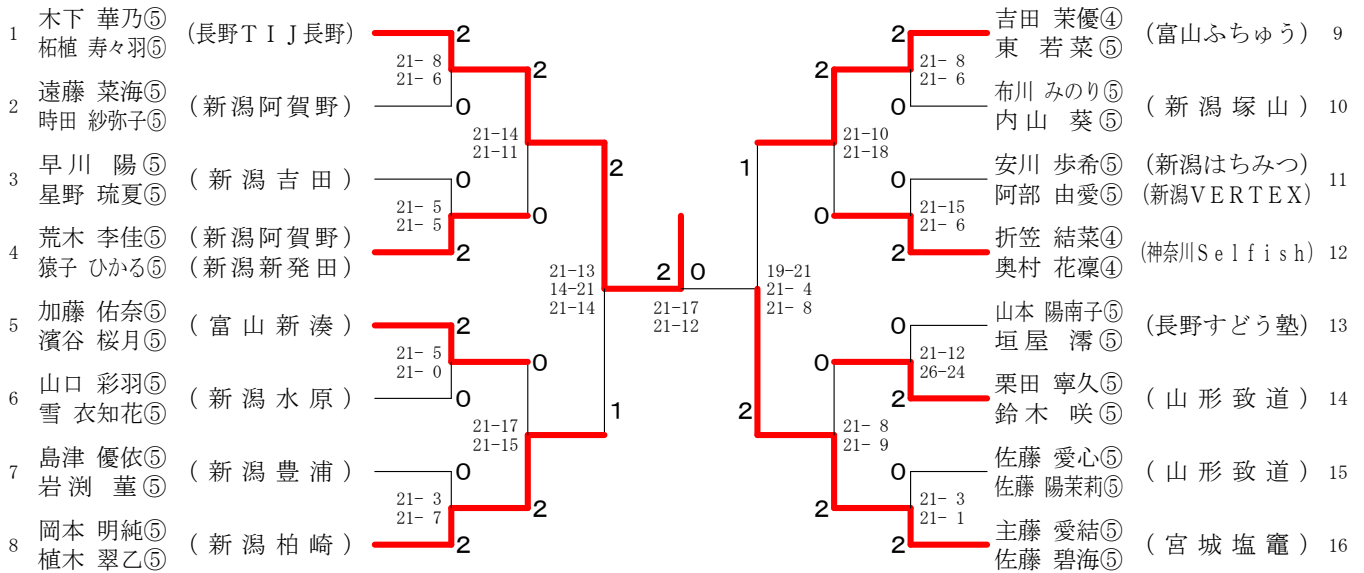 1 木下 華乃⑤ (長野ＴＩＪ長野)
柘植 寿々羽⑤
2
21- 8
21- 6
2 遠藤 菜海⑤ (新潟阿賀野)
時田 紗弥子⑤
0
2
21-14
21-11
3 早川 陽⑤ (新潟吉田)
星野 琉夏⑤
0
21- 5
21- 5
4 荒木 李佳⑤ (新潟阿賀野)
猿子 ひかる⑤ (新潟新発田)
2
0
2
21-13
14-21
21-14
5 加藤 佑奈⑤ (富山新湊)
濱谷 桜月⑤
2
21- 5
21- 0
6 山口 彩羽⑤ (新潟水原)
雪 衣知花⑤
0
0
21-17
21-15
7 島津 優依⑤ (新潟豊浦)
岩渕 菫⑤
0
21- 3
21- 7
8 岡本 明純⑤ (新潟柏崎)
植木 翠乙⑤
2
2
1
2 0
21-17
21-12
吉田 茉優④ (富山ふちゅう) 9
東 若菜⑤
2
21- 8
21- 6
布川 みのり⑤ (新潟塚山) 10
内山 葵⑤
0
2
21-10
21-18
安川 歩希⑤ (新潟はちみつ) 11
阿部 由愛⑤ (新潟ＶＥＲＴＥＸ)
0
21-15
21- 6
折笠 結菜④ (神奈川Ｓｅｌｆｉｓｈ) 12
奥村 花凜④
2
0
1
19-21
21- 4
21- 8
山本 陽南子⑤ (長野すどう塾) 13
垣屋 澪⑤
0
21-12
26-24
栗田 寧久⑤ (山形致道) 14
鈴木 咲⑤
2
0
21- 8
21- 9
佐藤 愛心⑤ (山形致道) 15
佐藤 陽茉莉⑤
0
21- 3
21- 1
主藤 愛結⑤ (宮城塩竈) 16
佐藤 碧海⑤
2
2
2